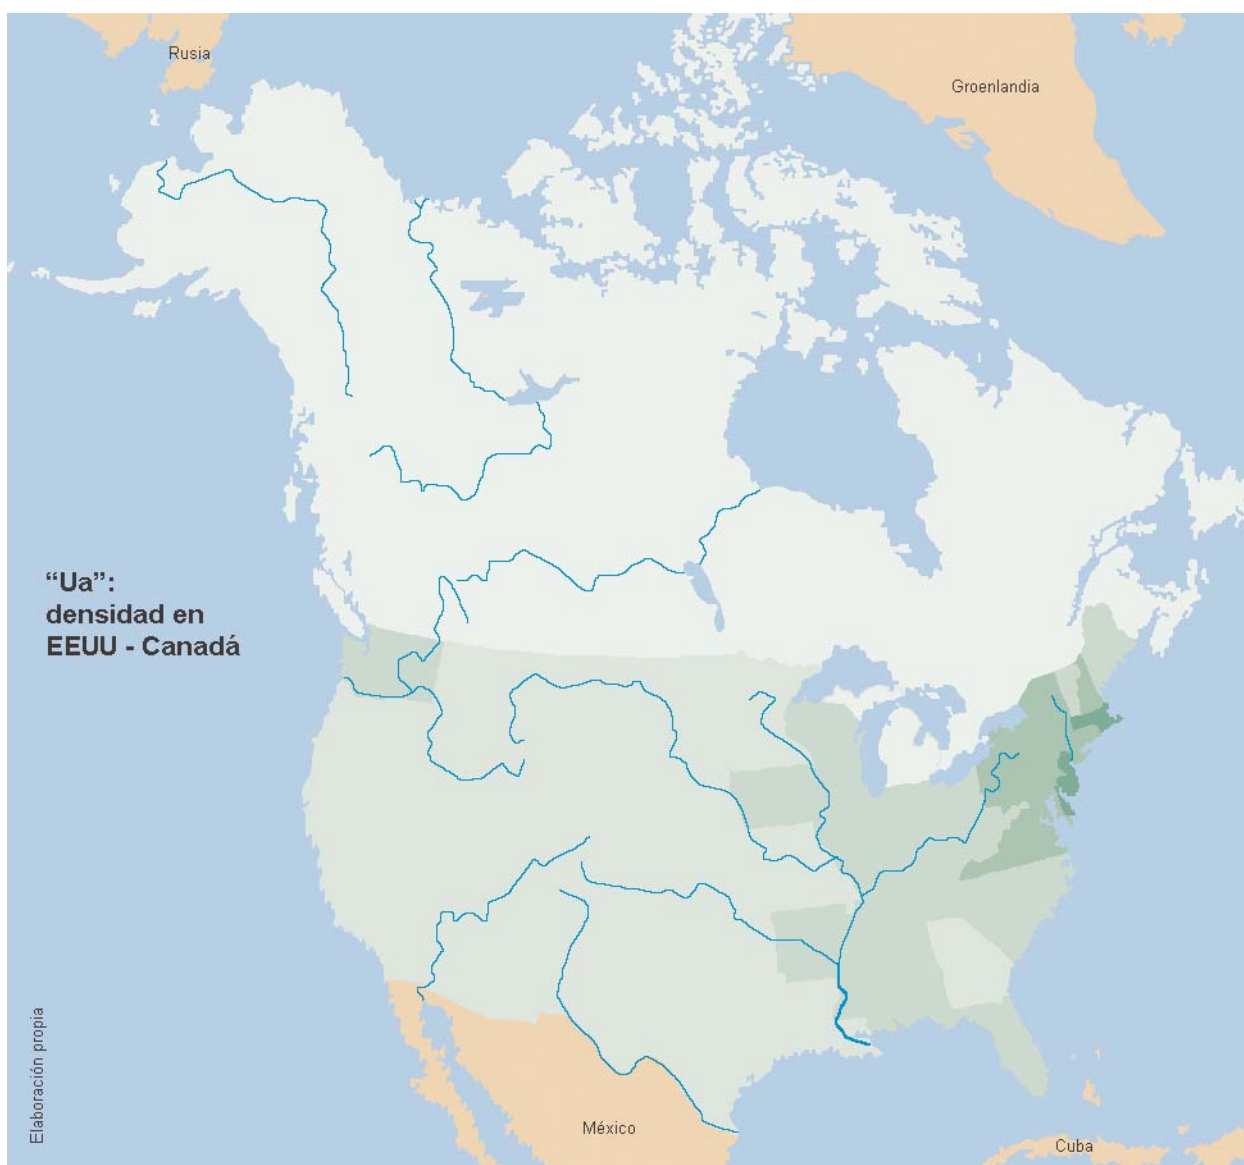 Rusia
Groenlandia
“Ua”:
densidad en
EEUU - Canadá
Elaboración propia
México
Cuba